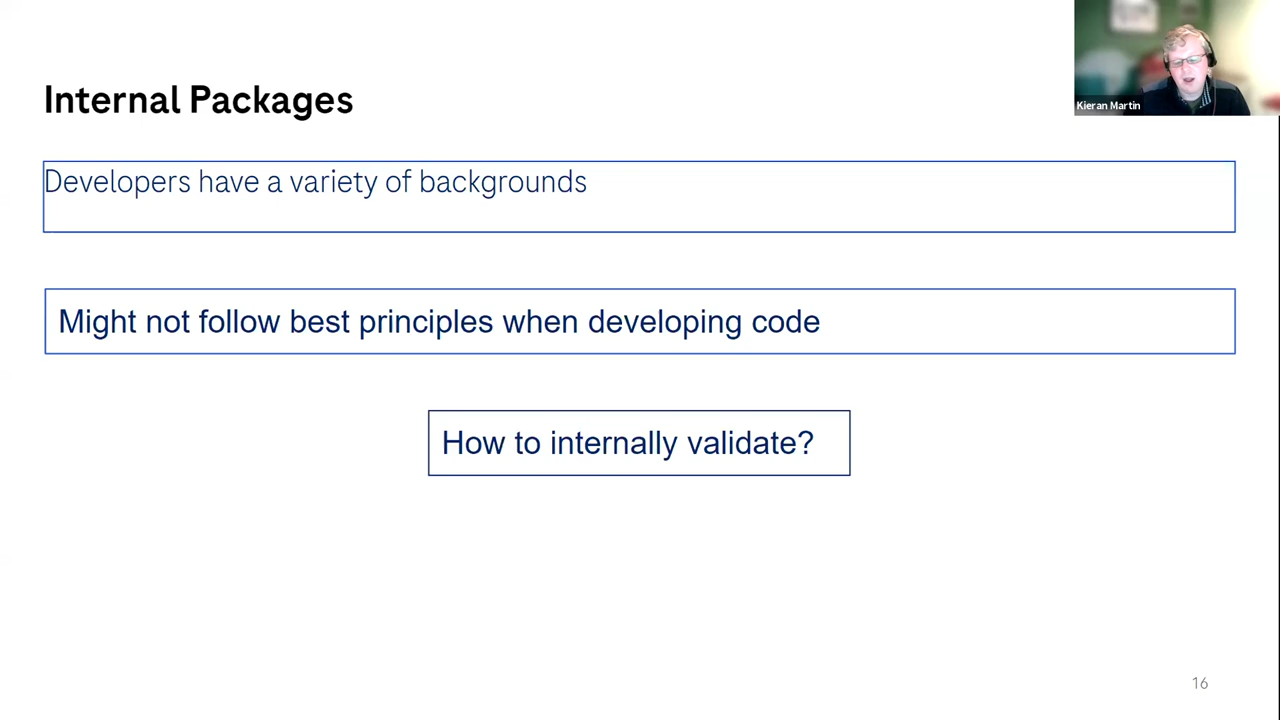 Internal Packages
Kieran Martin
Developers have a variety of backgrounds
Might not follow best principles when developing code
How to internally validate?
16